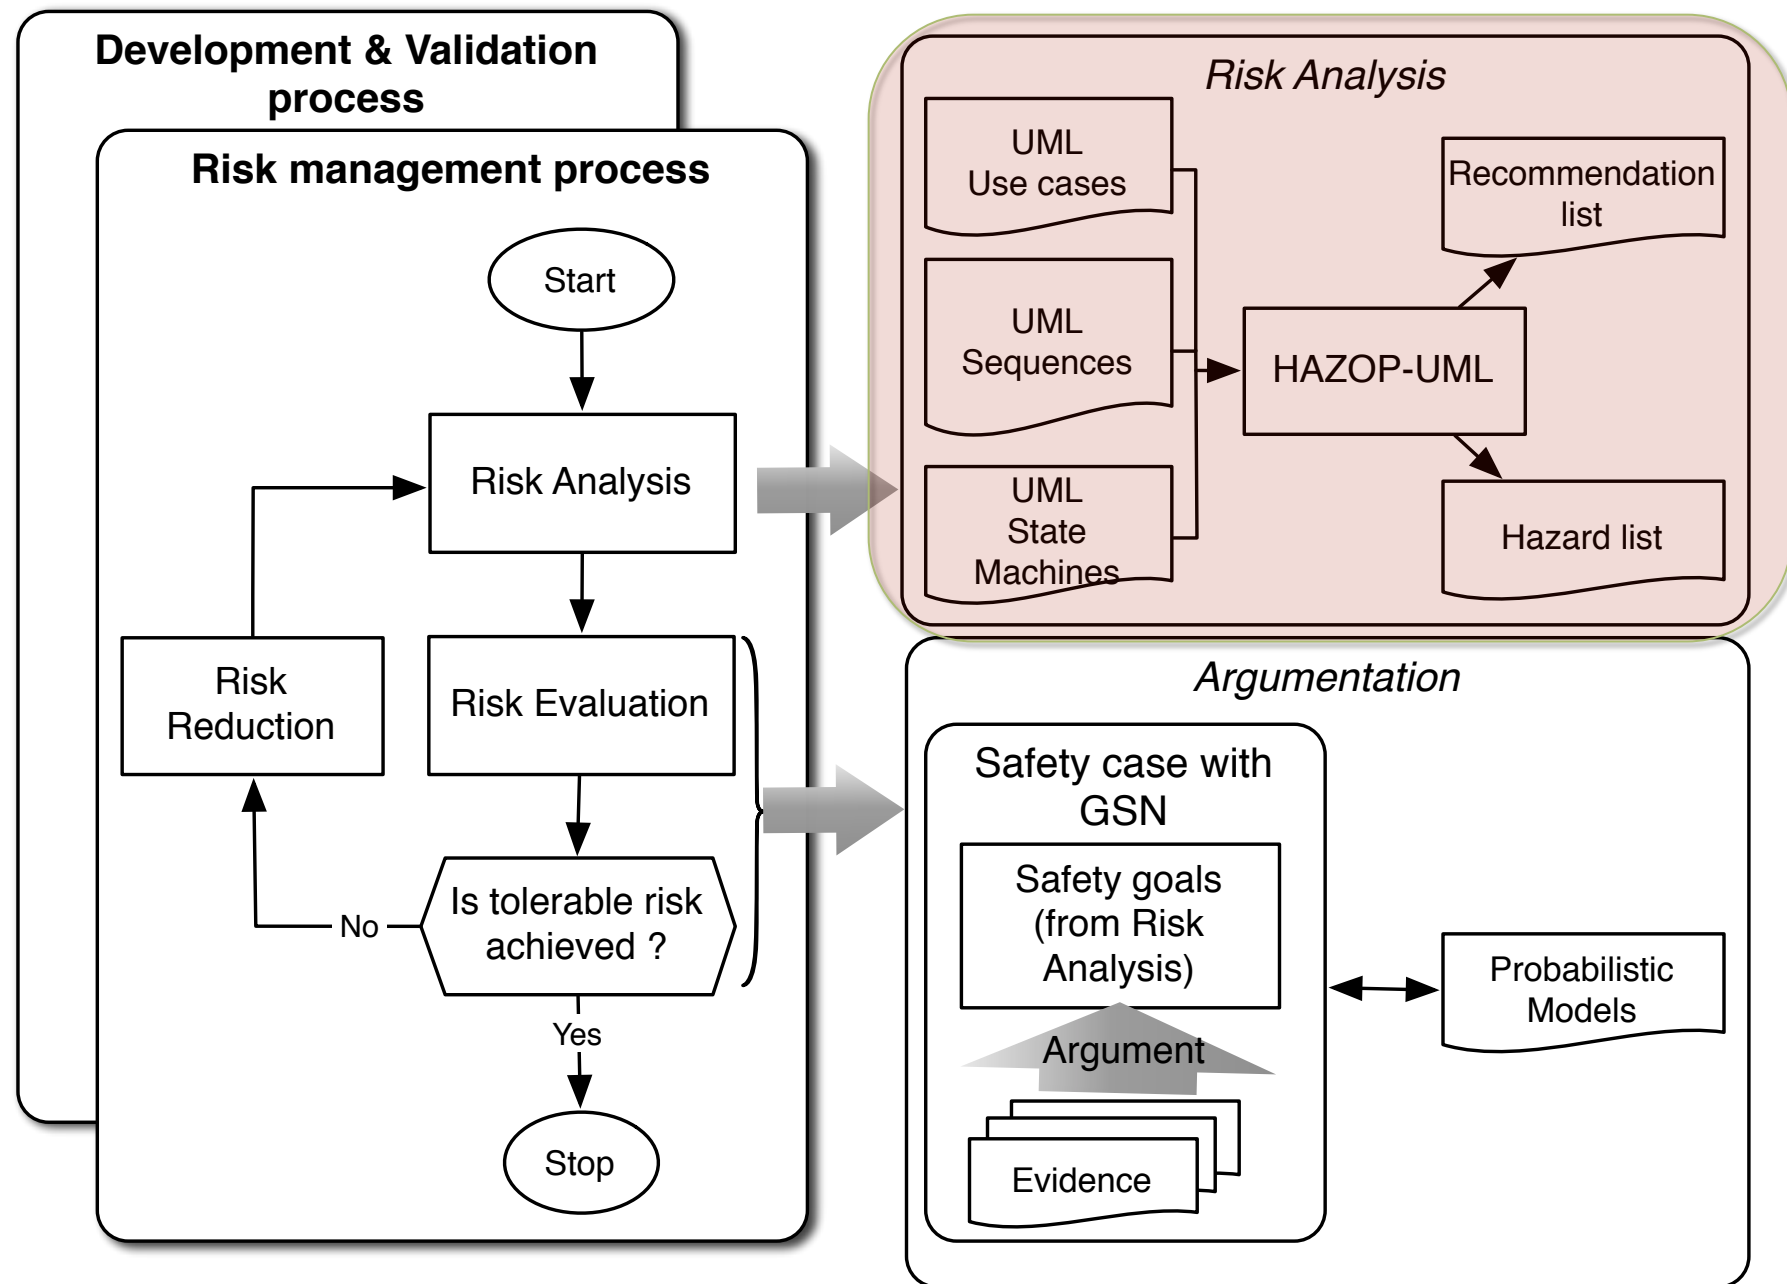 Development & Validation
process
Risk management process
Start
Risk Analysis
Risk
Reduction
Risk Evaluation
Is tolerable risk
achieved ?
No
Yes
Stop
Risk Analysis
UML
Use cases
UML
Sequences
UML
State
Machines
HAZOP-UML
Recommendation
list
Hazard list
Argumentation
Safety case with
GSN
Safety goals
(from Risk
Analysis)
Argument
Evidence
Probabilistic
Models